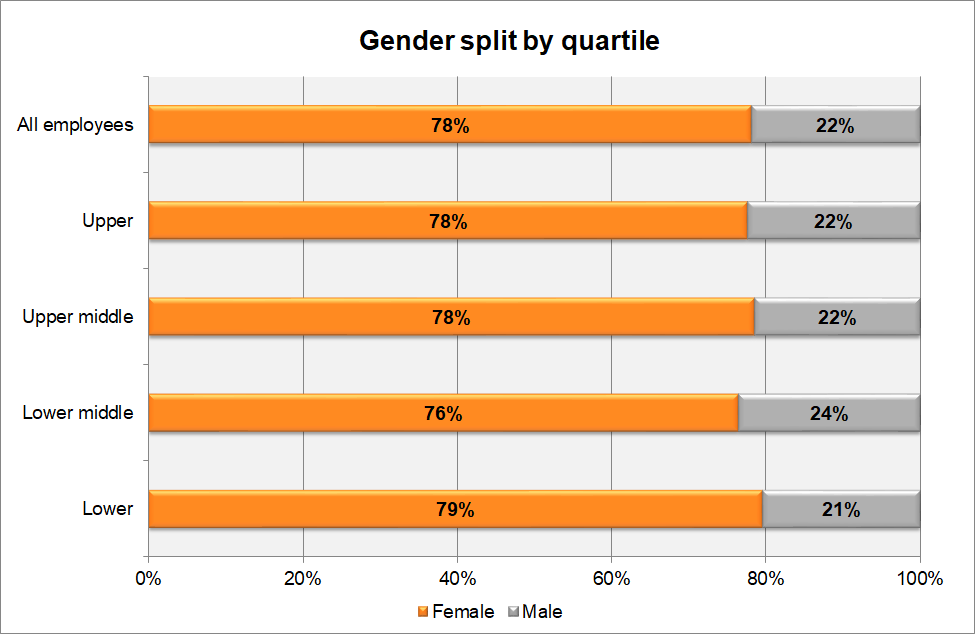 Gender split by quartile
All employees 78% 22%
Upper 78% 22%
Upper middle 78% 22%
Lower middle 76% 24%
Lower 79% 21%
0% 20% 40% 60% 80% 100%
Female Male